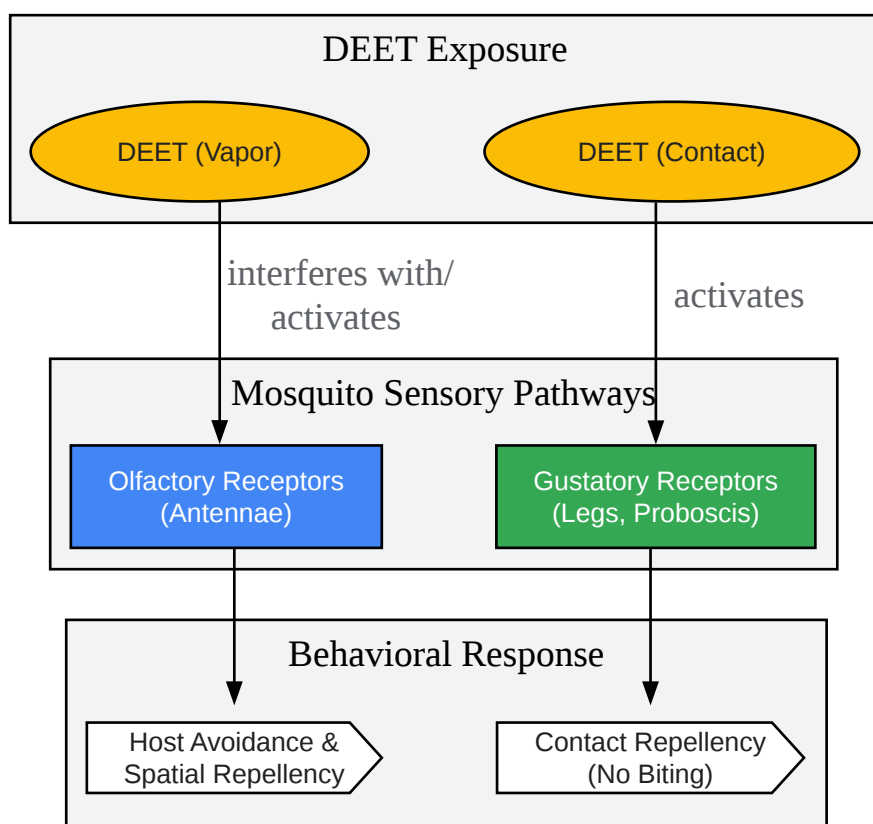 DEET Exposure
DEET (Vapor)
DEET (Contact)
interferes with/
activates
activates
Mosquito Sensory Pathways
Olfactory Receptors
(Antennae)
Gustatory Receptors
(Legs, Proboscis)
Behavioral Response
Host Avoidance &
Spatial Repellency
Contact Repellency
(No Biting)